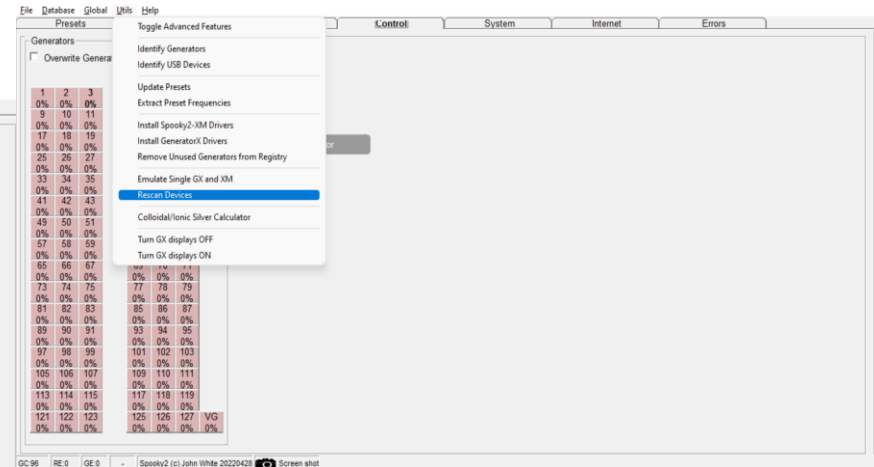 File Database Global Utils Help
Presets Control System Internet Errors
Generators
Overwrite Genera
Toggle Advanced Features
Identify Generators
Identify USB Devices
Update Presets
Extract Preset Frequencies
Install Spooky2-XM Drivers
Install GeneratorX Drivers
Remove Unused Generators from Registry
Emulate Single GX and XM
Rescan Devices
Colloidal/Ionic Silver Calculator
Turn GX displays OFF
Turn GX displays ON
or
1 2 3
0% 0% 0%
9 10 11
0% 0% 0%
17 18 19
0% 0% 0%
25 26 27
0% 0% 0%
33 34 35
0% 0% 0%
41 42 43
0% 0% 0%
49 50 51
0% 0% 0%
57 58 59
0% 0% 0%
65 66 67 69 70 71
0% 0% 0% 0% 0% 0%
73 74 75 77 78 79
0% 0% 0% 0% 0% 0%
81 82 83 85 86 87
0% 0% 0% 0% 0% 0%
89 90 91 93 94 95
0% 0% 0% 0% 0% 0%
97 98 99 101 102 103
0% 0% 0% 0% 0% 0%
105 106 107 109 110 111
0% 0% 0% 0% 0% 0%
113 114 115 117 118 119
0% 0% 0% 0% 0% 0%
121 122 123 125 126 127 VG
0% 0% 0% 0% 0% 0% 0%
GC:96 RE:0 GE:0 - Spooky2 (c) John White 20220428 Screen shot